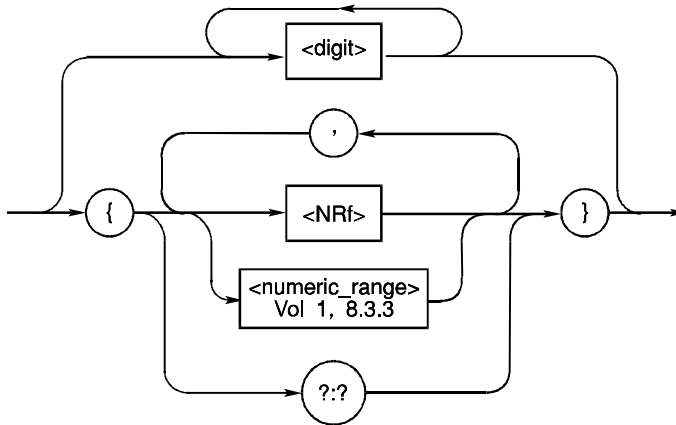 <digit>
,
{
<NRf>
}
<numeric_range>
Vol 1, 8.3.3
?:?